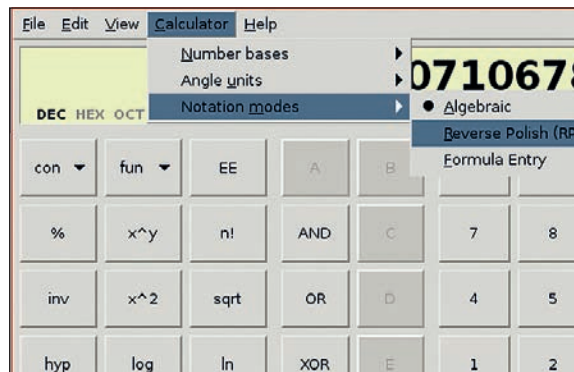 File Edit View Calculator Help
Number bases
Angle units
Notation modes
0710678
Algebraic
Reverse Polish (RP
Formula Entry
DEC HEX OCT
con fun EE A B
% x^y n! AND C 7 8
inv x^2 sqrt OR D 4 5
hyp log ln XOR E 1 2